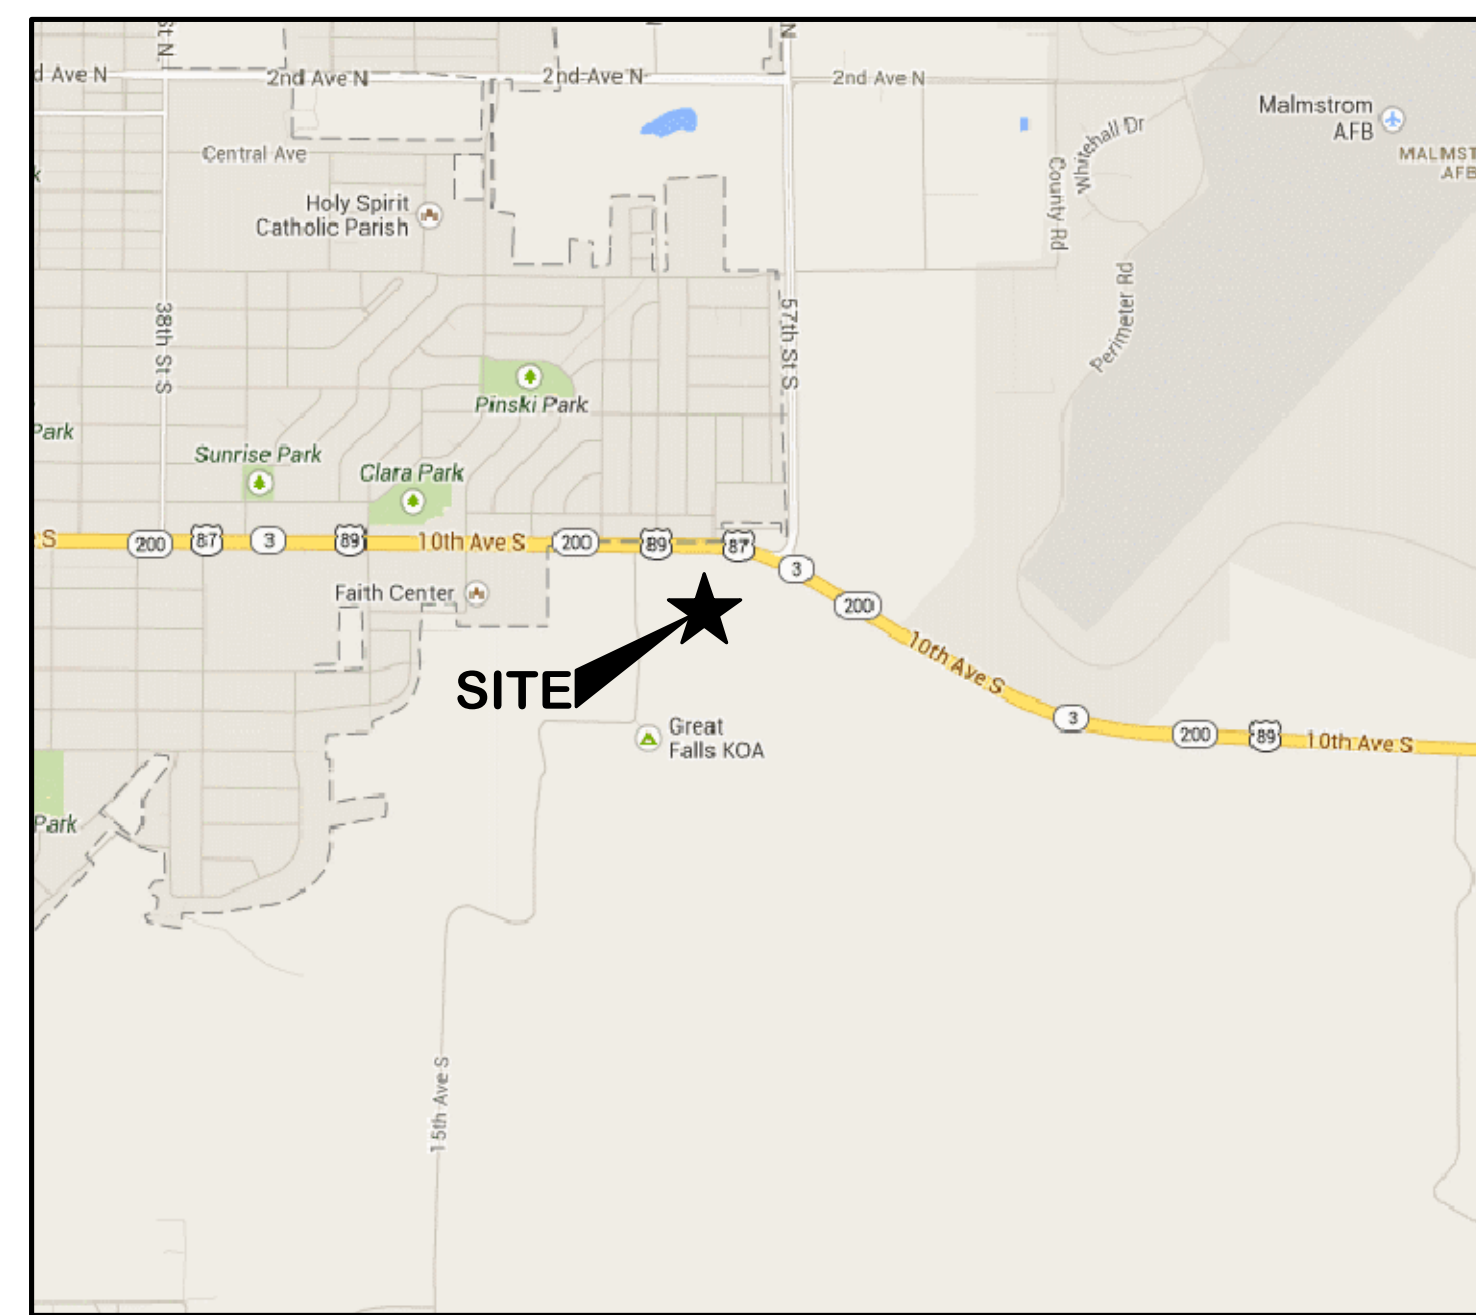 St N
N
d Ave N
2nd Ave N
2nd Ave N
2nd Ave N
Malmstrom
AFB
MALMST
AFB
Whitehall Dr
Central Ave
County Rd
k
Holy Spirit
Catholic Parish
Perimeter Rd
38th St S
57th St S
Pinski Park
Park
Sunrise Park
Clara Park
S
200
87
3
89
10th Ave S
200
89
87
3
200
Faith Center
10th Ave S
SITE
3
200
89
10th Ave S
Great
Falls KOA
Park
15th Ave S